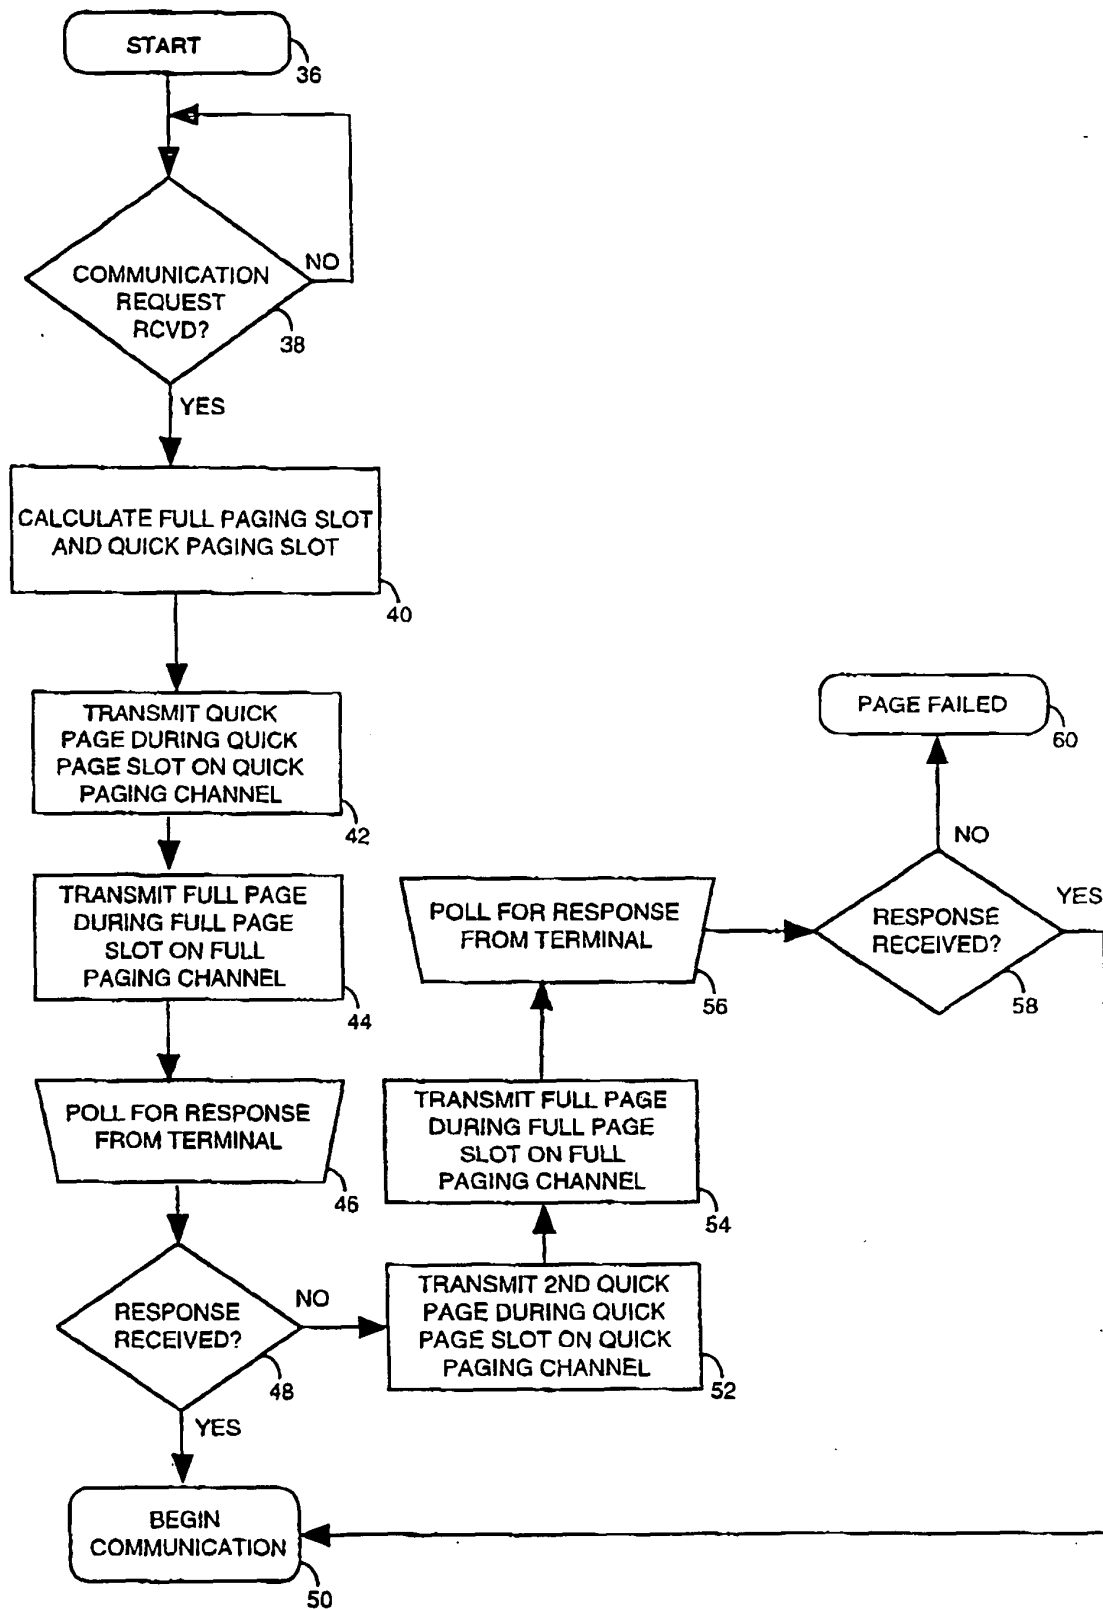 START
36
COMMUNICATION
REQUEST
RCVD?
NO
38
YES
CALCULATE FULL PAGING SLOT
AND QUICK PAGING SLOT
40
TRANSMIT QUICK
PAGE DURING QUICK
PAGE SLOT ON QUICK
PAGING CHANNEL
42
TRANSMIT FULL PAGE
DURING FULL PAGE
SLOT ON FULL
PAGING CHANNEL
44
POLL FOR RESPONSE
FROM TERMINAL
46
RESPONSE
RECEIVED?
NO
48
YES
BEGIN
COMMUNICATION
50
TRANSMIT 2ND QUICK
PAGE DURING QUICK
PAGE SLOT ON QUICK
PAGING CHANNEL
52
TRANSMIT FULL PAGE
DURING FULL PAGE
SLOT ON FULL
PAGING CHANNEL
54
POLL FOR RESPONSE
FROM TERMINAL
56
RESPONSE
RECEIVED?
58
YES
NO
PAGE FAILED
60